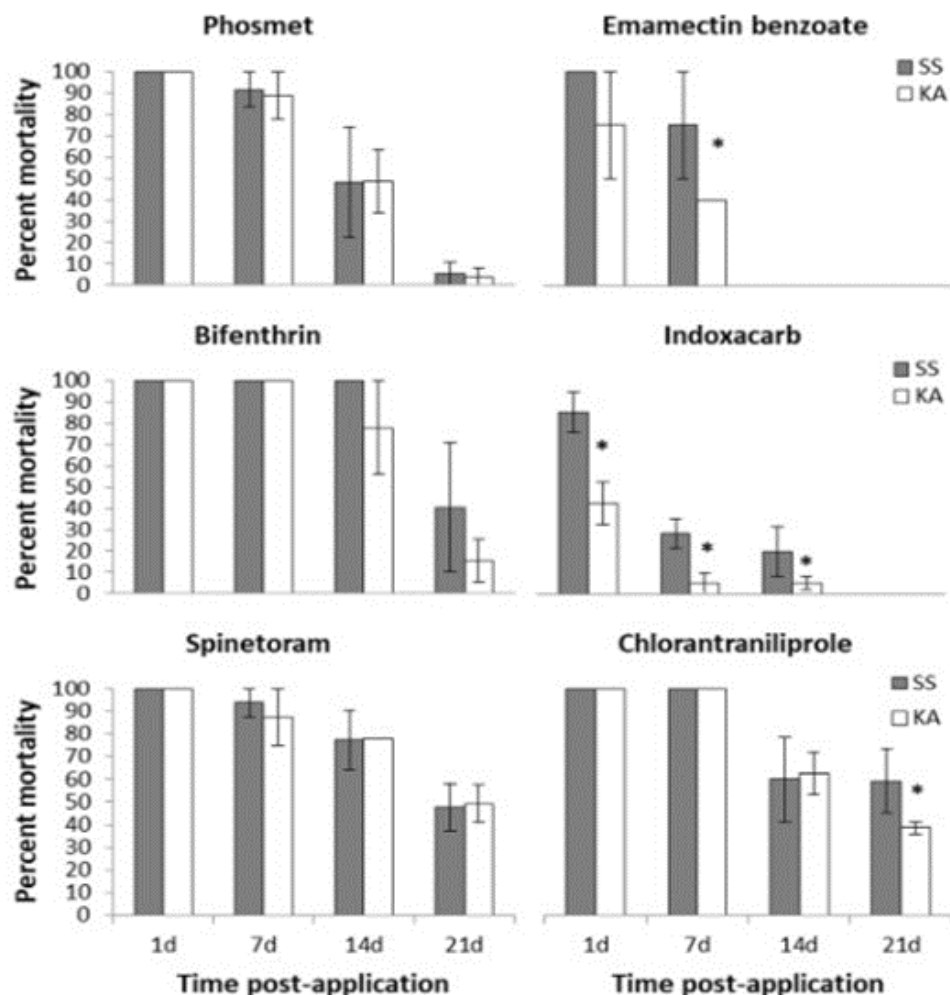 Phosmet
Emamectin benzoate
Percent mortality
100
90
80
70
60
50
40
30
20
10
0
*
SS
KA
Bifenthrin
Indoxacarb
Percent mortality
100
90
80
70
60
50
40
30
20
10
0
*
*
*
SS
KA
Spinetoram
Chlorantraniliprole
Percent mortality
100
90
80
70
60
50
40
30
20
10
0
*
SS
KA
1d 7d 14d 21d
1d 7d 14d 21d
Time post-application
Time post-application